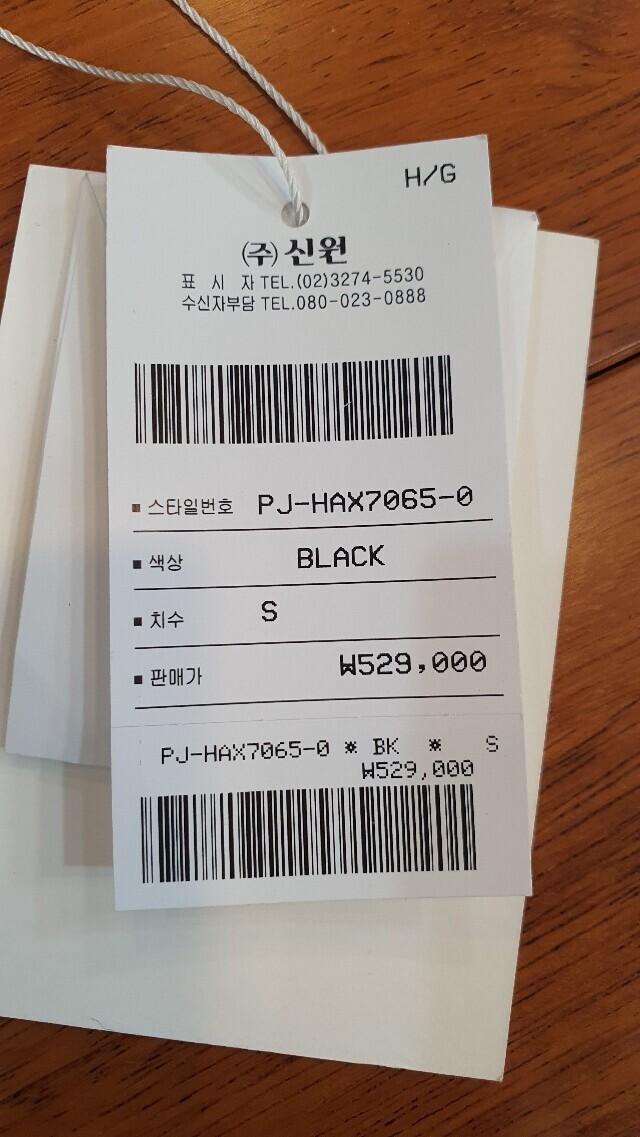 H/G
(주) 신원
표 시 자 TEL.(02)3274-5530
수신자부담 TEL.080-023-0888
▪ 스타일번호 PJ-HAX7065-0
▪ 색상 BLACK
▪ 치수 S
▪ 판매가 ₩529,000
PJ-HAX7065-0 ※ BK ※ S
₩529,000